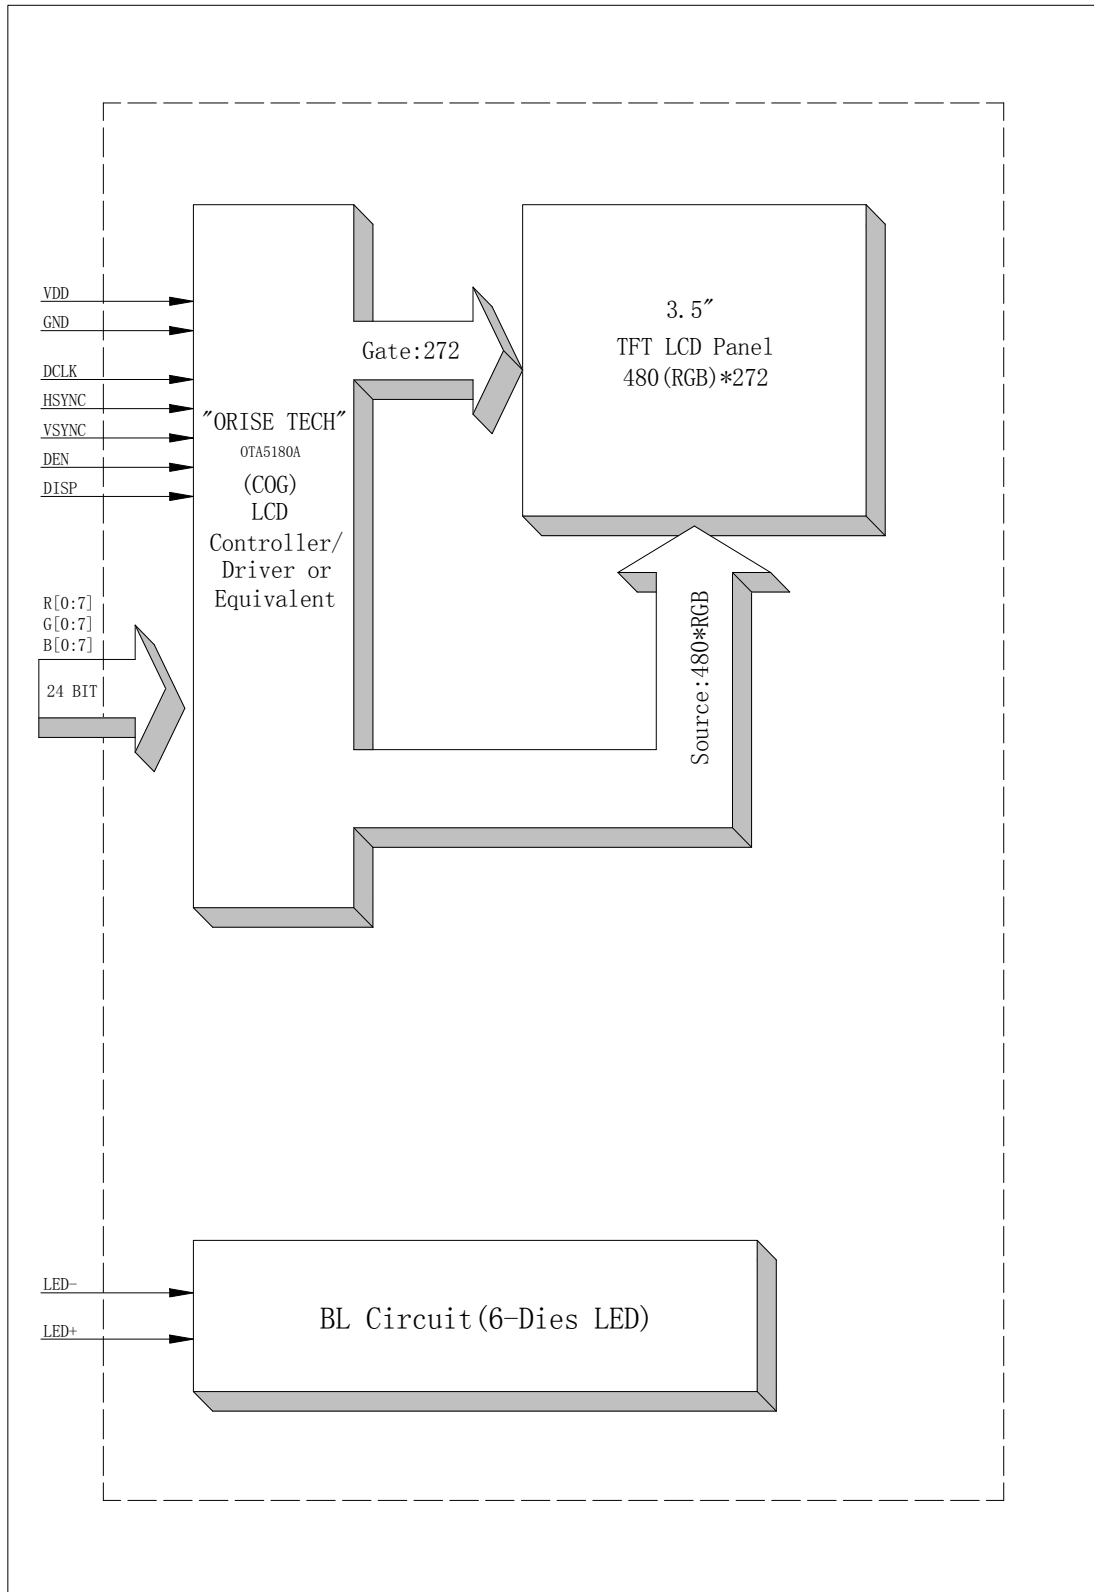 VDD
GND
DCLK
HSYNC
VSYNC
DEN
DISP
R[0:7]
G[0:7]
B[0:7]
24 BIT
"ORISE TECH"
OTA5180A
(COG)
LCD
Controller/
Driver or
Equivalent
Gate:272
3.5"
TFT LCD Panel
480(RGB)*272
Source:480*RGB
LED-
LED+
BL Circuit(6-Dies LED)